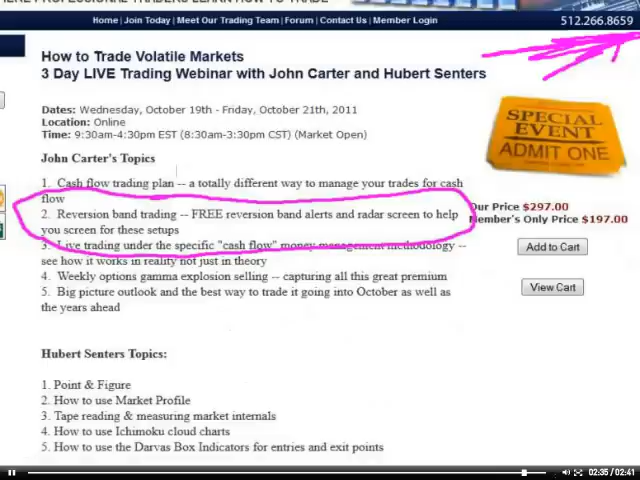 Home | Join Today | Meet Our Trading Team | Forum | Contact Us | Member Login
512.266.8659
How to Trade Volatile Markets
3 Day LIVE Trading Webinar with John Carter and Hubert Senters
Dates: Wednesday, October 19th - Friday, October 21th, 2011
Location: Online
Time: 9:30am-4:30pm EST (8:30am-3:30pm CST) (Market Open)
SPECIAL
EVENT
ADMIT ONE
John Carter's Topics
1. Cash flow trading plan -- a totally different way to manage your trades for cash
flow
2. Reversion band trading -- FREE reversion band alerts and radar screen to help
you screen for these setups
3. Live trading under the specific "cash flow" money management methodology --
see how it works in reality not just in theory
4. Weekly options gamma explosion selling -- capturing all this great premium
5. Big picture outlook and the best way to trade it going into October as well as
the years ahead
Our Price $297.00
Member's Only Price $197.00
Add to Cart
View Cart
Hubert Senters Topics:
1. Point & Figure
2. How to use Market Profile
3. Tape reading & measuring market internals
4. How to use Ichimoku cloud charts
5. How to use the Darvas Box Indicators for entries and exit points
02:35 / 02:41